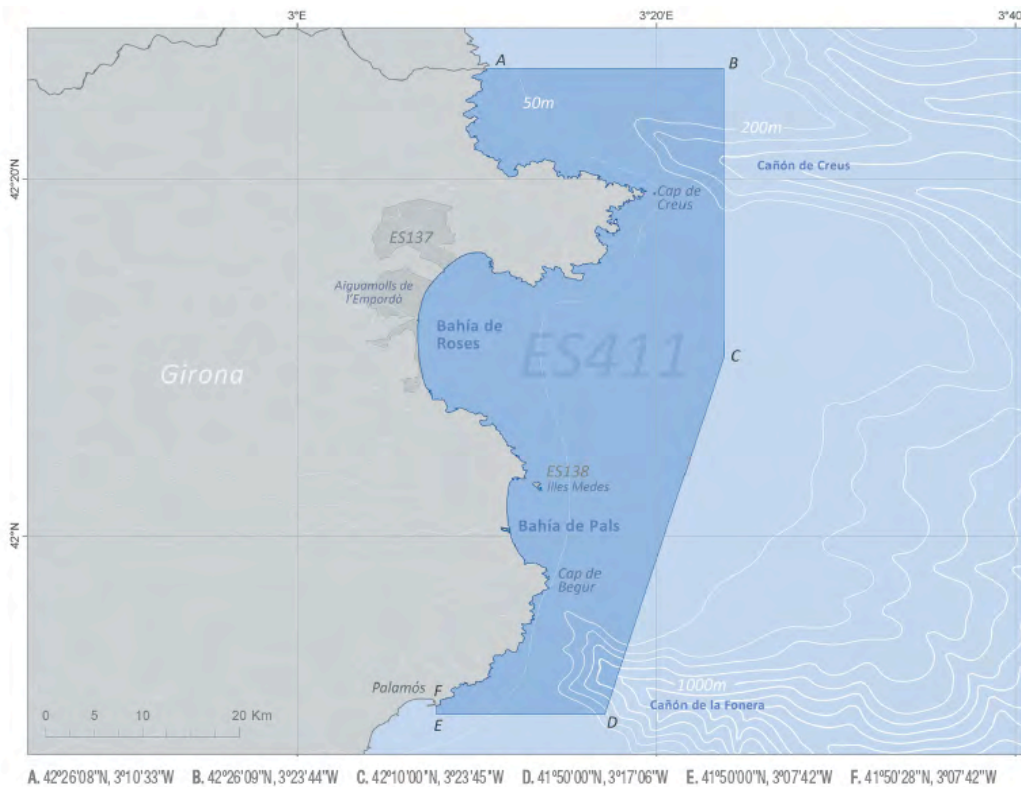 3°E
3°20'E
3°40
A
B
50m
200m
Cañón de Creus
42°20'N
Cap de
Creus
ES137
Aiguamolls de
l'Empordà
Bahía de
Roses
ES411
C
Girona
ES138
Illes Medes
42°N
Bahía de Pals
Cap de
Begur
Palamós
F
1000m
Cañón de la Fonera
0 5 10 20 Km
E
D
A. 42°26'08"N, 3°10'33"W B. 42°26'09"N, 3°23'44"W C. 42°10'00"N, 3°23'45"W D. 41°50'00"N, 3°17'06"W E. 41°50'00"N, 3°07'42"W F. 41°50'28"N, 3°07'42"W